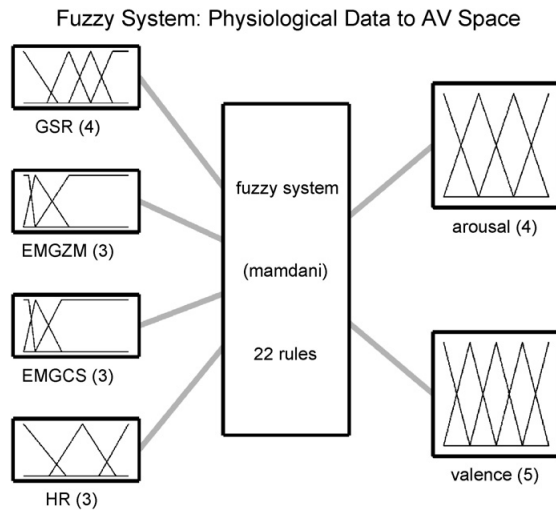 Fuzzy System: Physiological Data to AV Space
GSR (4)
EMGZM (3)
EMGCS (3)
HR (3)
fuzzy system
(mamdani)
22 rules
arousal (4)
valence (5)